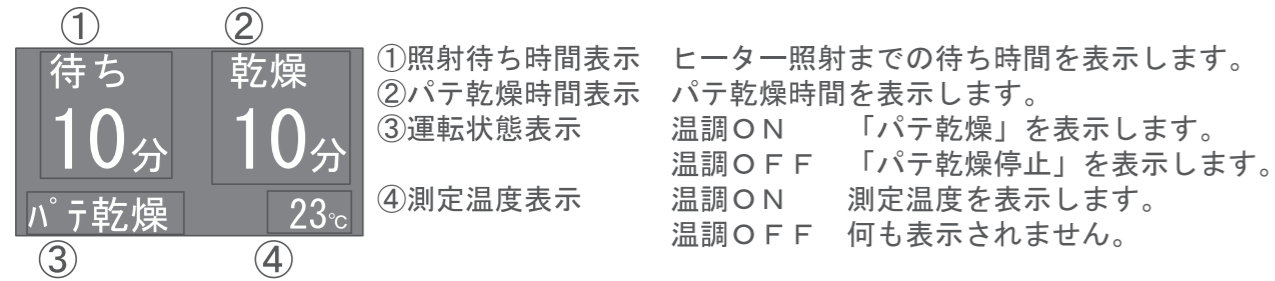 ① ②
待ち 乾燥
10分 10分
パテ乾燥 23℃
③ ④
①照射待ち時間表示 ヒーター照射までの待ち時間を表示します。
②パテ乾燥時間表示 パテ乾燥時間を表示します。
③運転状態表示 温調ＯＮ 「パテ乾燥」を表示します。
温調ＯＦＦ 「パテ乾燥停止」を表示します。
④測定温度表示 温調ＯＮ 測定温度を表示します。
温調ＯＦＦ 何も表示されません。